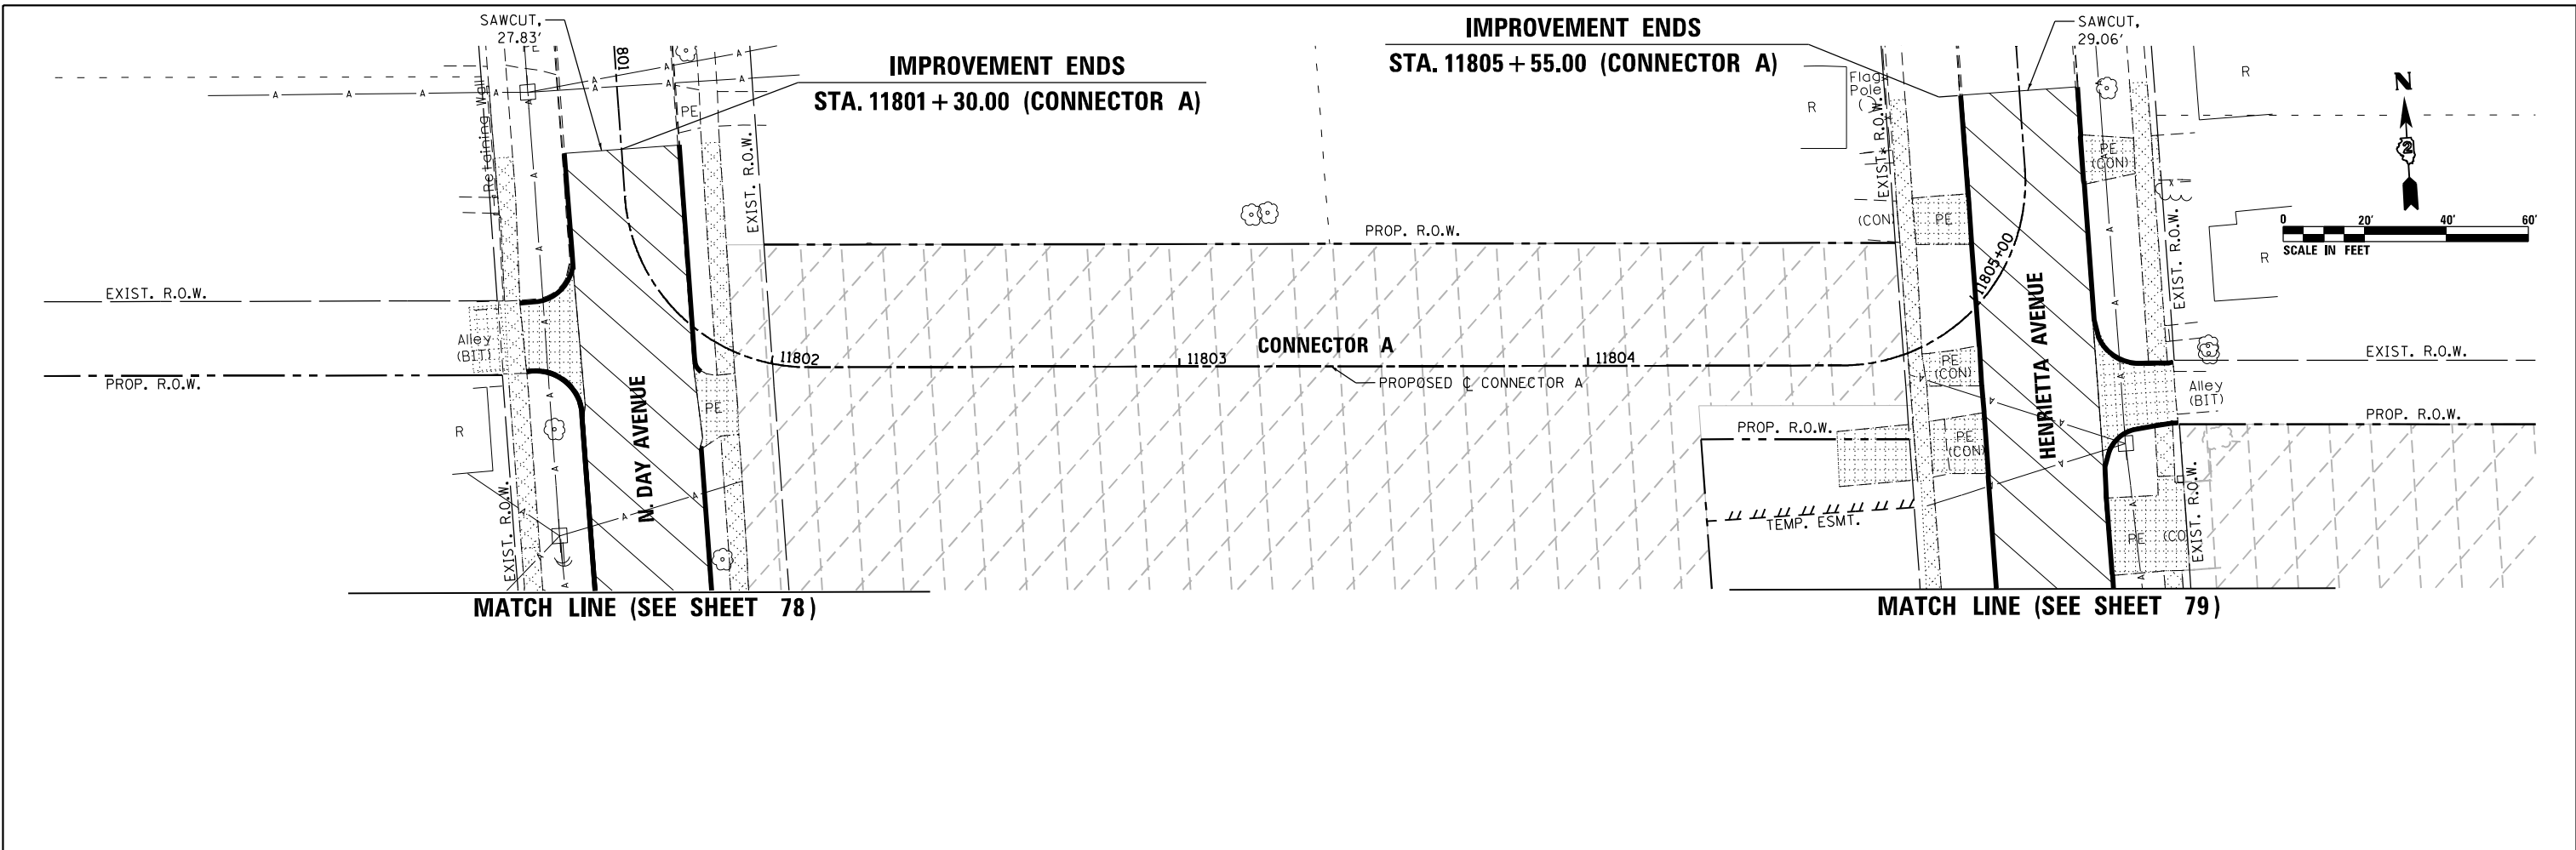 SAWCUT,
27.83'
801
IMPROVEMENT ENDS
STA. 11801 + 30.00 (CONNECTOR A)
IMPROVEMENT ENDS
STA. 11805 + 55.00 (CONNECTOR A)
SAWCUT,
29.06'
PE
Retaining Wall
PE
EXIST. R.O.W.
Flag
Pole
R
EXIST. R.O.W.
R
PE
(CON)
N
2
0 20' 40' 60'
SCALE IN FEET
(CON)
PE
PROP. R.O.W.
11805+00
EXIST. R.O.W.
R
EXIST. R.O.W.
Alley
(BIT)
PROP. R.O.W.
11802
11803
CONNECTOR A
11804
PROPOSED ℄ CONNECTOR A
PE
(CON)
HENRIETTA AVENUE
EXIST. R.O.W.
Alley
(BIT)
PROP. R.O.W.
R
N. DAY AVENUE
PE
PROP. R.O.W.
PE
(CON)
EXIST. R.O.W.
TEMP. ESMT.
PE (CO
EXIST. R.O.W.
MATCH LINE (SEE SHEET 78)
MATCH LINE (SEE SHEET 79)